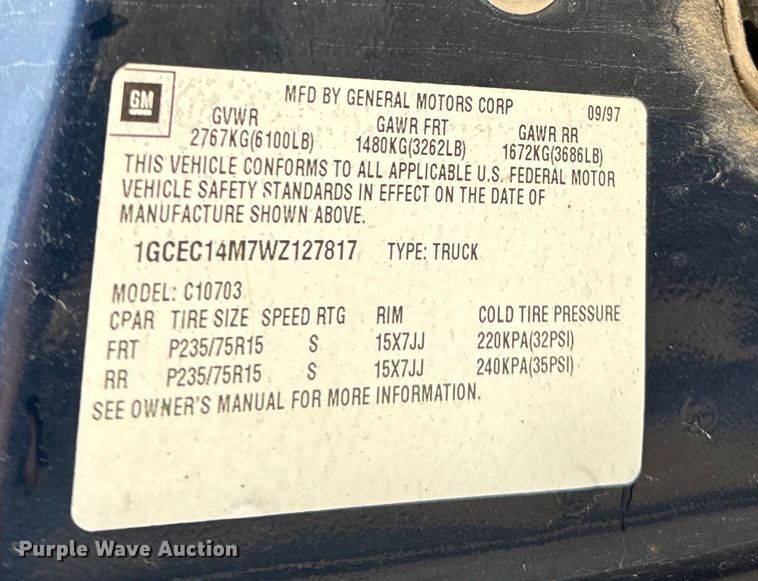 GM
MFD BY GENERAL MOTORS CORP 09/97
GVWR GAWR FRT GAWR RR
2767KG(6100LB) 1480KG(3262LB) 1672KG(3686LB)
THIS VEHICLE CONFORMS TO ALL APPLICABLE U.S. FEDERAL MOTOR
VEHICLE SAFETY STANDARDS IN EFFECT ON THE DATE OF
MANUFACTURE SHOWN ABOVE.
1GCEC14M7WZ127817 TYPE: TRUCK
MODEL: C10703
CPAR TIRE SIZE SPEED RTG RIM COLD TIRE PRESSURE
FRT P235/75R15 S 15X7JJ 220KPA(32PSI)
RR P235/75R15 S 15X7JJ 240KPA(35PSI)
SEE OWNER'S MANUAL FOR MORE INFORMATION.
Purple Wave Auction